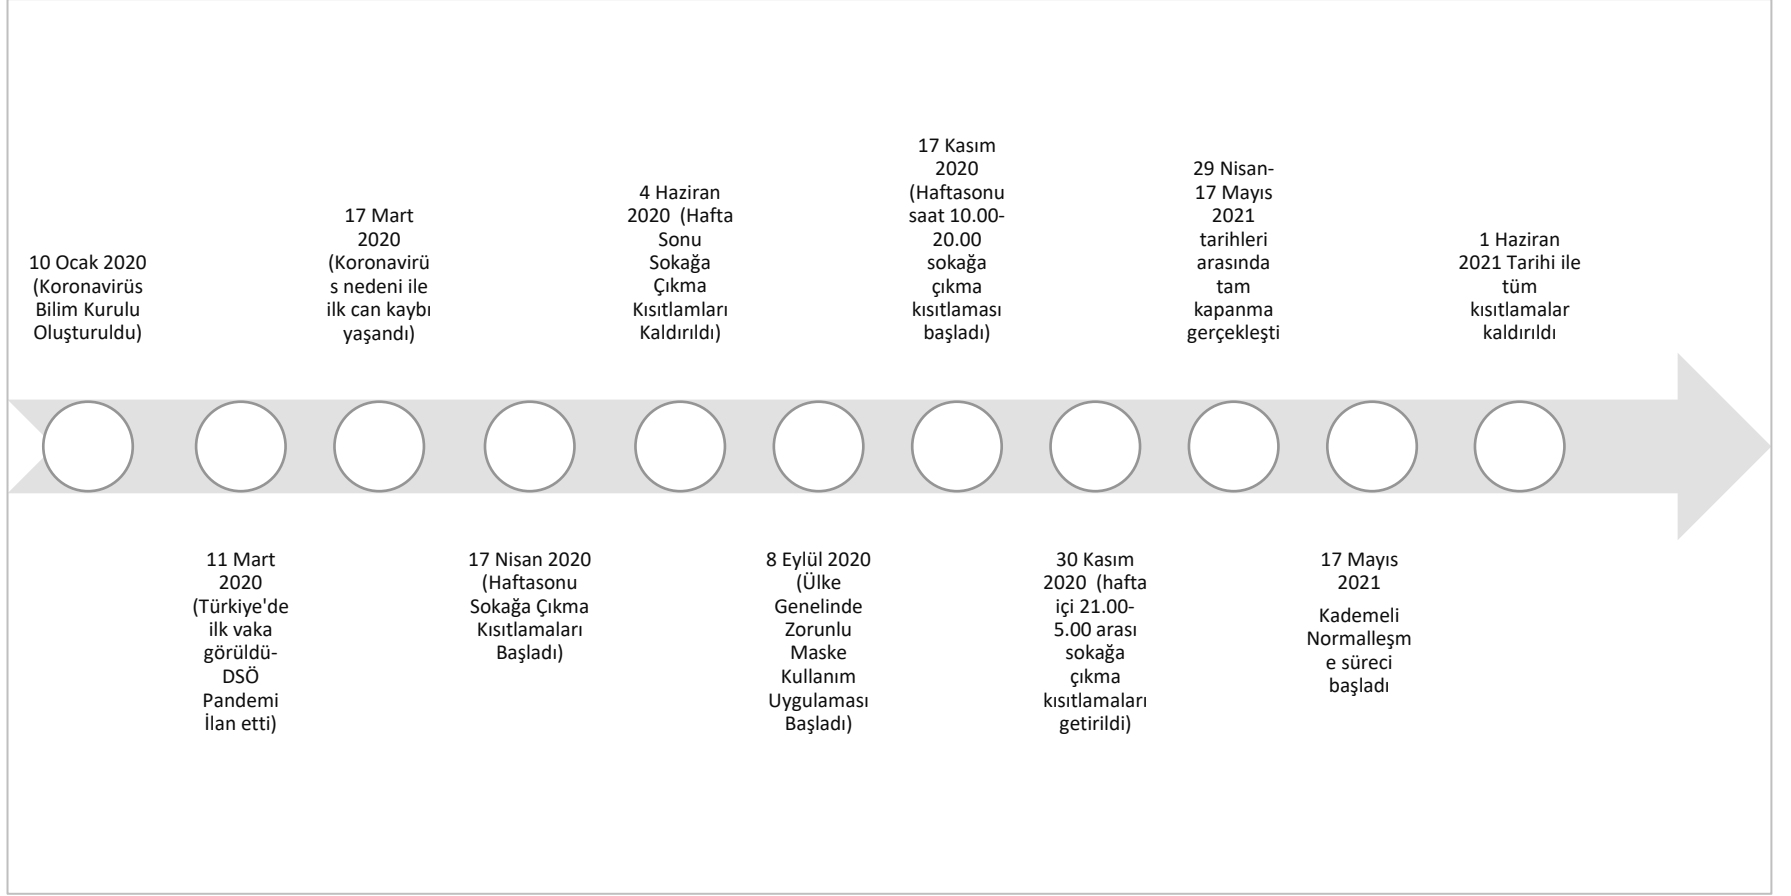 10 Ocak 2020
(Koronavirüs
Bilim Kurulu
Oluşturuldu)
11 Mart
2020
(Türkiye'de
ilk vaka
görüldü-
DSÖ
Pandemi
İlan etti)
17 Mart
2020
(Koronavirü
s nedeni ile
ilk can kaybı
yaşandı)
17 Nisan 2020
(Haftasonu
Sokağa Çıkma
Kısıtlamaları
Başladı)
4 Haziran
2020 (Hafta
Sonu
Sokağa
Çıkma
Kısıtlamları
Kaldırıldı)
8 Eylül 2020
(Ülke
Genelinde
Zorunlu
Maske
Kullanım
Uygulaması
Başladı)
17 Kasım
2020
(Haftasonu
saat 10.00-
20.00
sokağa
çıkma
kısıtlaması
başladı)
30 Kasım
2020 (hafta
içi 21.00-
5.00 arası
sokağa
çıkma
kısıtlamaları
getirildi)
29 Nisan-
17 Mayıs
2021
tarihleri
arasında
tam
kapanma
gerçekleşti
17 Mayıs
2021
Kademeli
Normalleşm
e süreci
başladı
1 Haziran
2021 Tarihi ile
tüm
kısıtlamalar
kaldırıldı